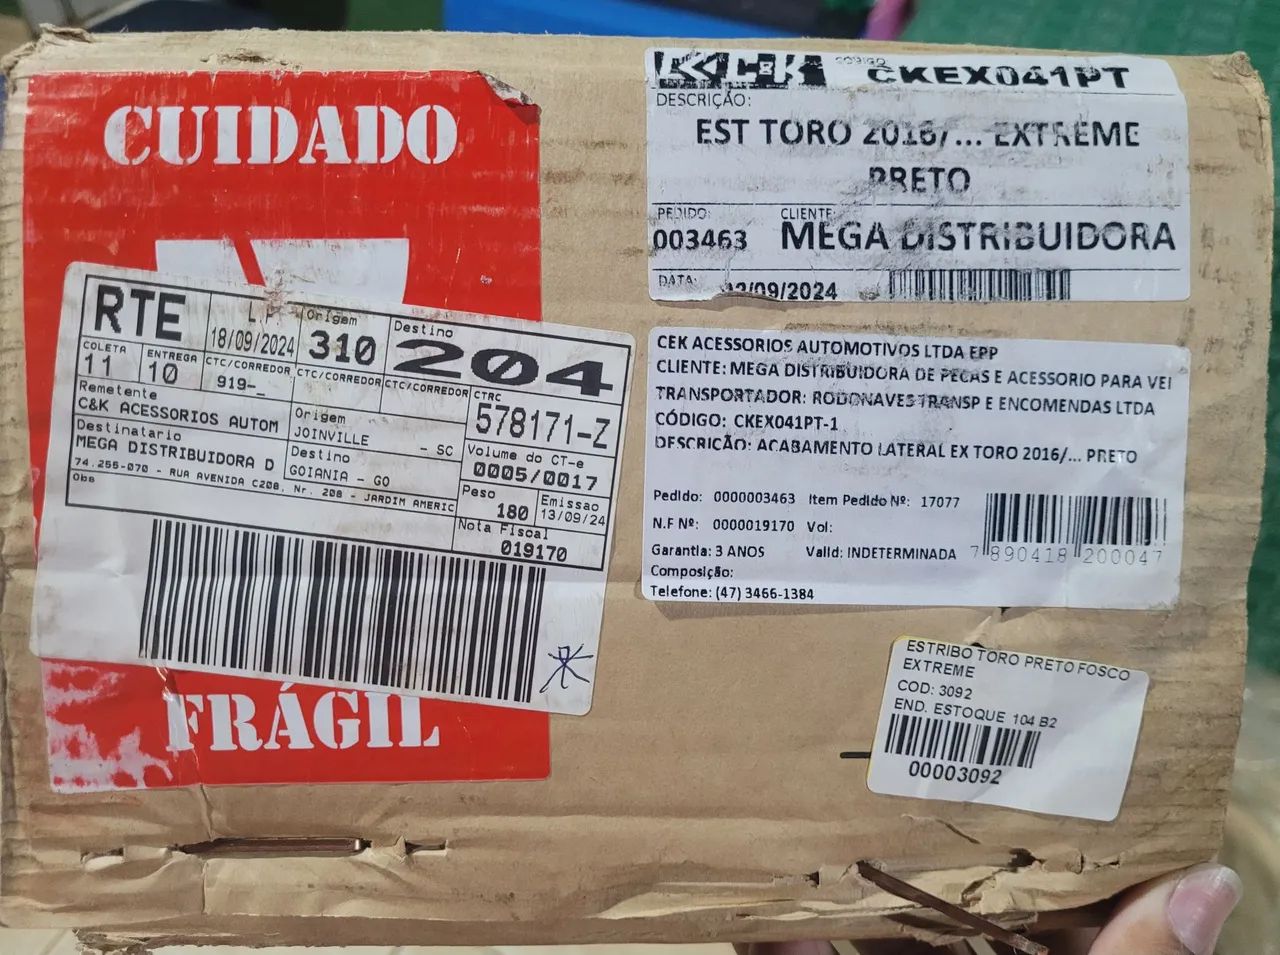 CUIDADO
FRÁGIL
RTE
L.P.
18/09/2024
Origem
310
Destino
204
COLETA
11
ENTREGA
10
CTC/CORREDOR
919-_
CTC/CORREDOR
CTC/CORREDOR
CTRC
578171-Z
Remetente
C&K ACESSORIOS AUTOM
Origem
JOINVILLE - SC
Destinatario
MEGA DISTRIBUIDORA D
Destino
GOIANIA - GO
Volume do CT-e
0005/0017
74.255-070 - RUA AVENIDA C208, Nr. 208 - JARDIM AMERIC
Obs
Peso
180
Emissao
13/09/24
Nota Fiscal
019170
C&K CÓDIGO
CKEX041PT
DESCRIÇÃO:
EST TORO 2016/... EXTREME
PRETO
PEDIDO:
003463
CLIENTE:
MEGA DISTRIBUIDORA
DATA:
/09/2024
CEK ACESSORIOS AUTOMOTIVOS LTDA EPP
CLIENTE: MEGA DISTRIBUIDORA DE PECAS E ACESSORIO PARA VEI
TRANSPORTADOR: RODONAVES TRANSP E ENCOMENDAS LTDA
CÓDIGO: CKEX041PT-1
DESCRIÇÃO: ACABAMENTO LATERAL EX TORO 2016/... PRETO
Pedido: 0000003463 Item Pedido Nº: 17077
N.F Nº: 0000019170 Vol:
Garantia: 3 ANOS Valid: INDETERMINADA
7 890418 200047
Composição:
Telefone: (47) 3466-1384
ESTRIBO TORO PRETO FOSCO
EXTREME
COD: 3092
END. ESTOQUE 104 B2
00003092